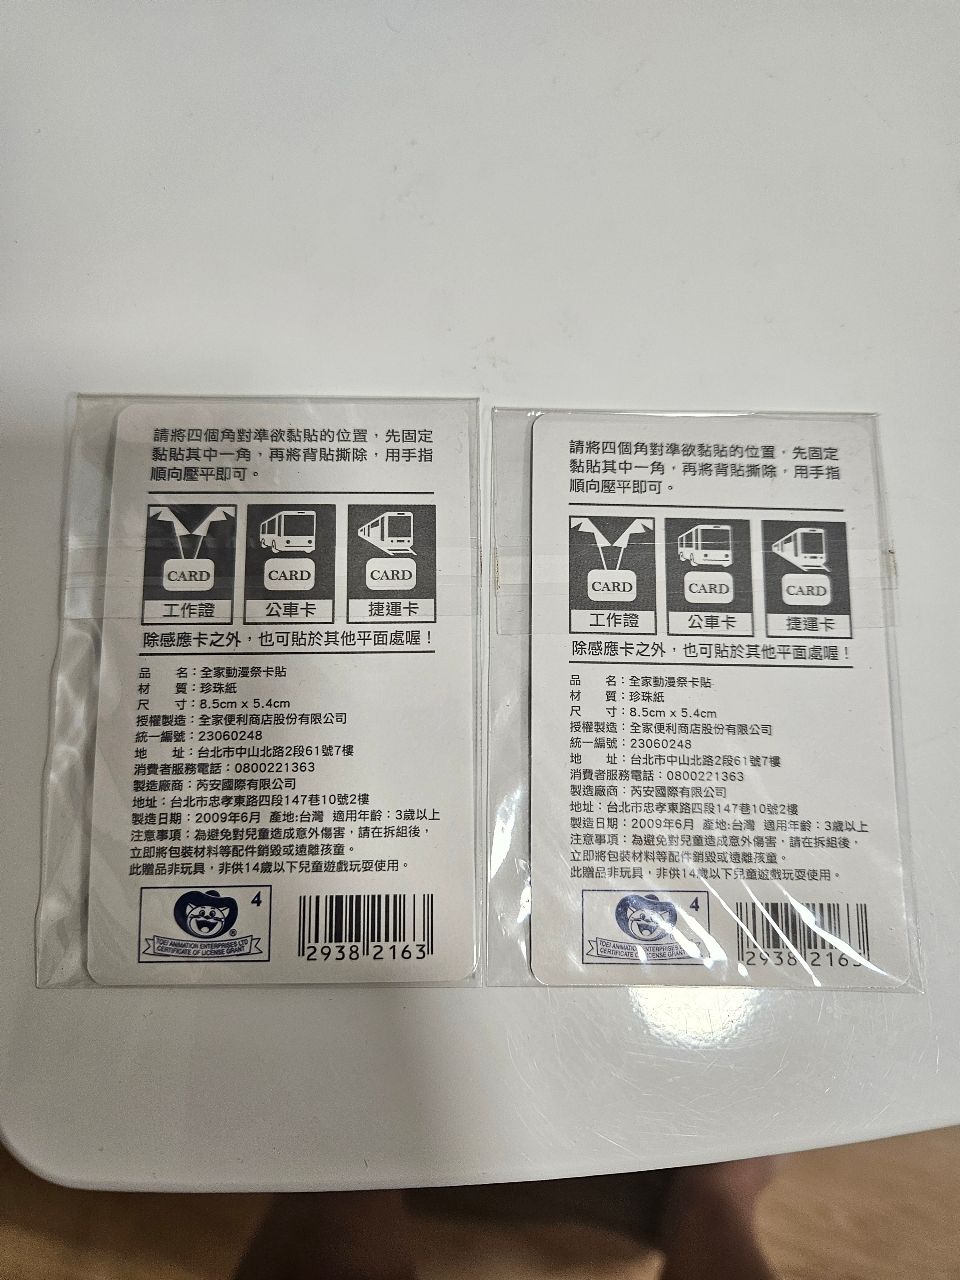 請將四個角對準欲黏貼的位置，先固定
黏貼其中一角，再將背貼撕除，用手指
順向壓平即可。
CARD
CARD
CARD
工作證
公車卡
捷運卡
除感應卡之外，也可貼於其他平面處喔！
品　　名：全家動漫祭卡貼
材　　質：珍珠紙
尺　　寸：8.5cm x 5.4cm
授權製造：全家便利商店股份有限公司
統一編號：23060248
地　　址：台北市中山北路2段61號7樓
消費者服務電話：0800221363
製造廠商：芮安國際有限公司
地址：台北市忠孝東路四段147巷10號2樓
製造日期：2009年6月 產地:台灣 適用年齡：3歲以上
注意事項：為避免對兒童造成意外傷害，請在拆組後，
立即將包裝材料等配件銷毀或遠離孩童。
此贈品非玩具，非供14歲以下兒童遊戲玩耍使用。
4
®
TOEI ANIMATION ENTERPRISES LTD
CERTIFICATE OF LICENSE GRANT
2938 2163
請將四個角對準欲黏貼的位置，先固定
黏貼其中一角，再將背貼撕除，用手指
順向壓平即可。
CARD
CARD
CARD
工作證
公車卡
捷運卡
除感應卡之外，也可貼於其他平面處喔！
品　　名：全家動漫祭卡貼
材　　質：珍珠紙
尺　　寸：8.5cm x 5.4cm
授權製造：全家便利商店股份有限公司
統一編號：23060248
地　　址：台北市中山北路2段61號7樓
消費者服務電話：0800221363
製造廠商：芮安國際有限公司
地址：台北市忠孝東路四段147巷10號2樓
製造日期：2009年6月 產地:台灣 適用年齡：3歲以上
注意事項：為避免對兒童造成意外傷害，請在拆組後，
立即將包裝材料等配件銷毀或遠離孩童。
此贈品非玩具，非供14歲以下兒童遊戲玩耍使用。
4
TOEI ANIMATION ENTERPRISES
CERTIFICATE OF LICENSE GRANT
2938 2163